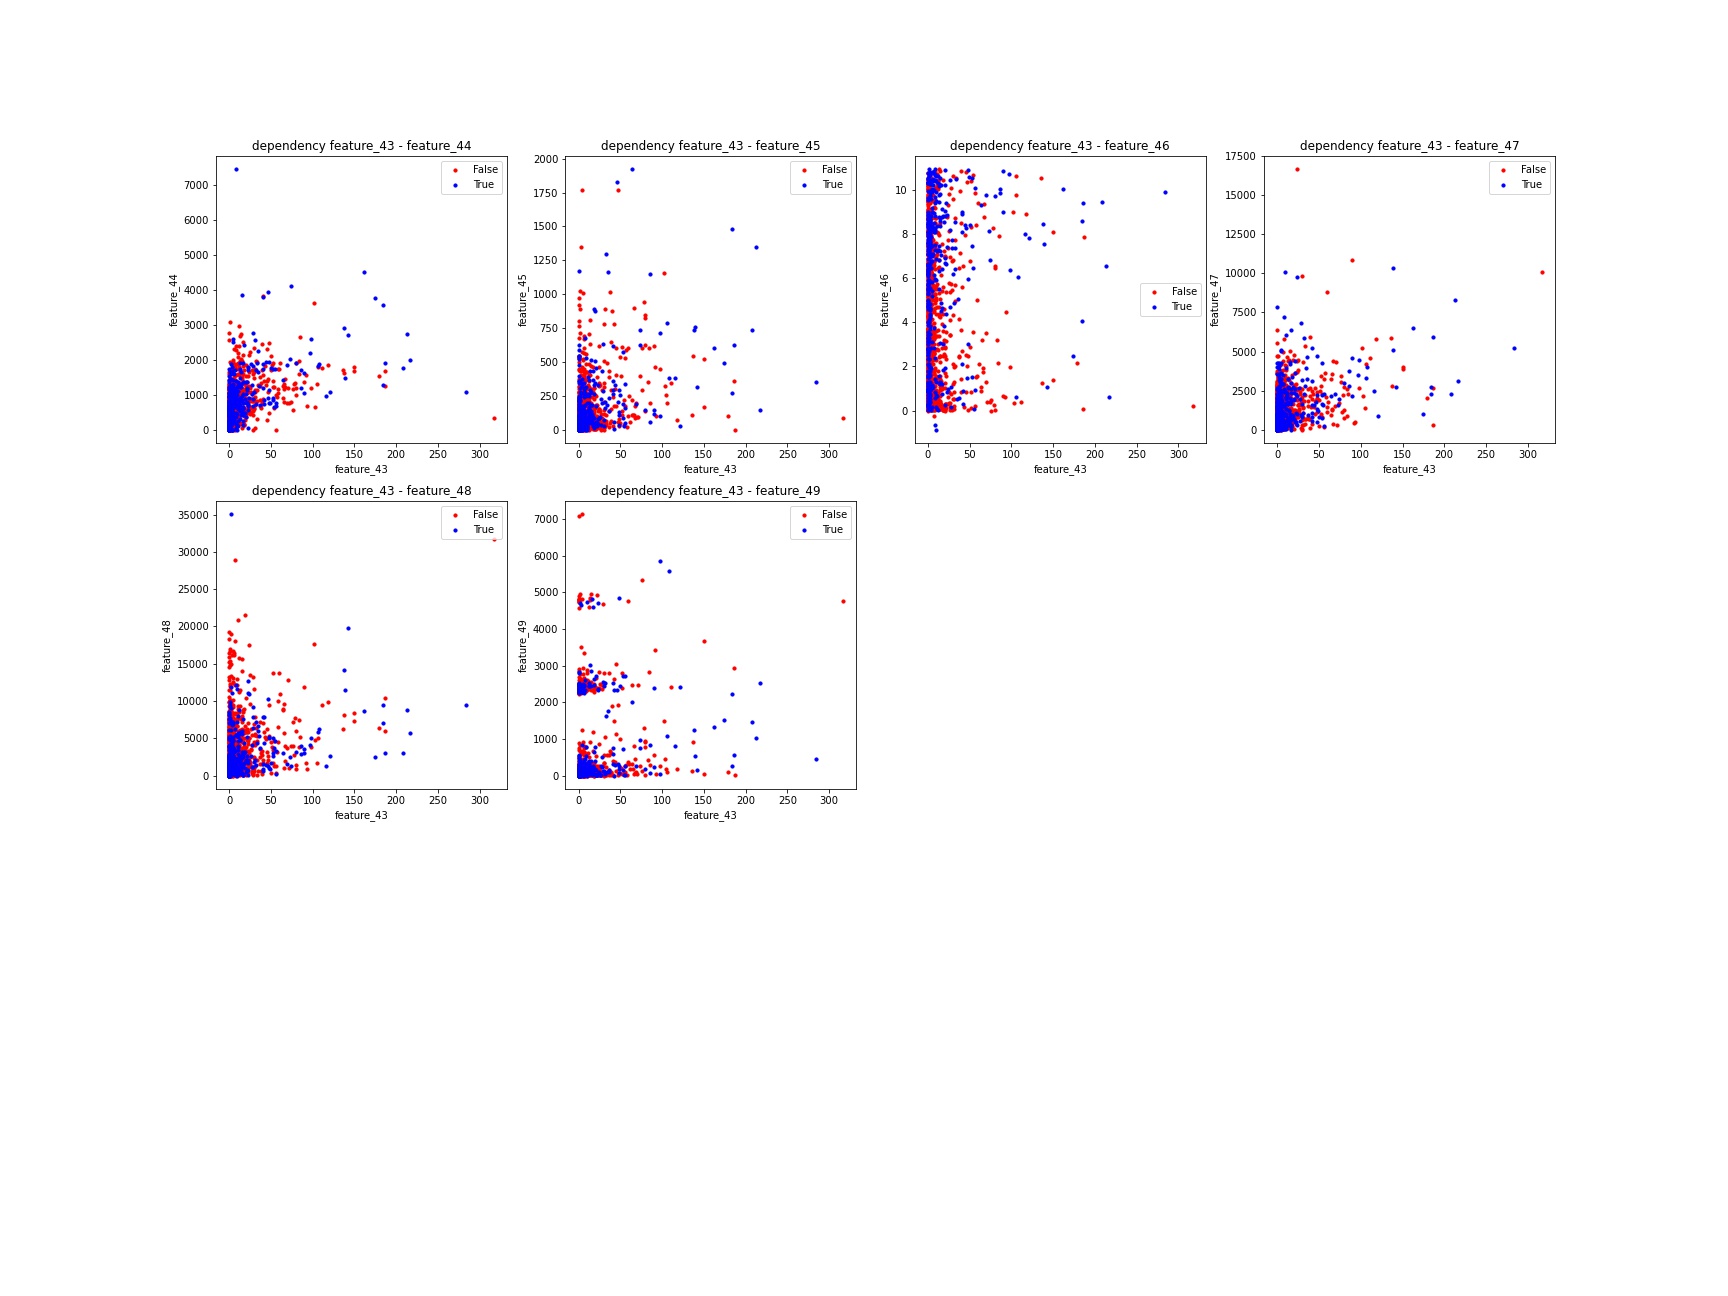 dependency feature_43 - feature_44
False
True
7000
6000
5000
4000
3000
2000
1000
0
feature_44
0 50 100 150 200 250 300
feature_43
dependency feature_43 - feature_45
False
True
2000
1750
1500
1250
1000
750
500
250
0
feature_45
0 50 100 150 200 250 300
feature_43
dependency feature_43 - feature_46
False
True
10
8
6
4
2
0
feature_46
0 50 100 150 200 250 300
feature_43
dependency feature_43 - feature_47
False
True
17500
15000
12500
10000
7500
5000
2500
0
feature_47
0 50 100 150 200 250 300
feature_43
dependency feature_43 - feature_48
False
True
35000
30000
25000
20000
15000
10000
5000
0
feature_48
0 50 100 150 200 250 300
feature_43
dependency feature_43 - feature_49
False
True
7000
6000
5000
4000
3000
2000
1000
0
feature_49
0 50 100 150 200 250 300
feature_43